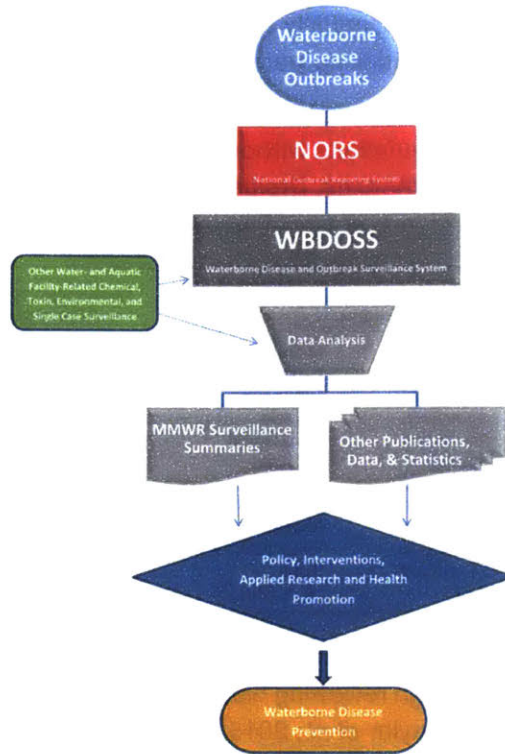 Waterborne
Disease
Outbreaks
NORS
National Outbreak Reporting System
WBDOSS
Waterborne Disease and Outbreak Surveillance System
Other Water- and Aquatic
Facility-Related Chemical,
Toxin, Environmental, and
Single Case Surveillance
Data Analysis
MMWR Surveillance
Summaries
Other Publications,
Data, & Statistics
Policy, Interventions,
Applied Research and Health
Promotion
Waterborne Disease
Prevention